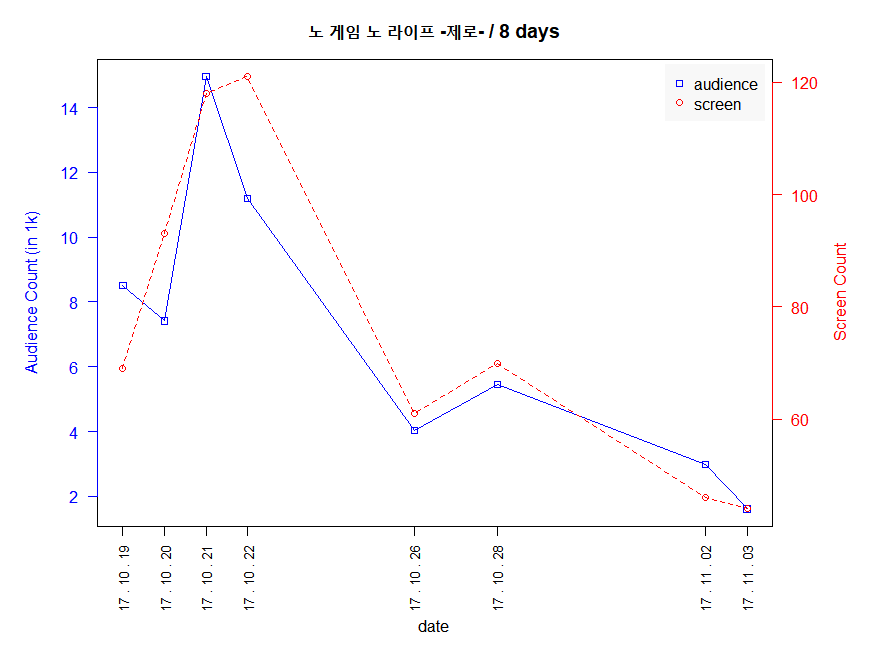 노 게임 노 라이프 -제로- / 8 days
audience
screen
Audience Count (in 1k)
14
12
10
8
6
4
2
120
100
80
60
Screen Count
17 . 10 . 19
17 . 10 . 20
17 . 10 . 21
17 . 10 . 22
17 . 10 . 26
17 . 10 . 28
17 . 11 . 02
17 . 11 . 03
date